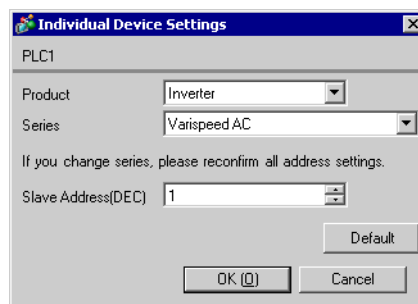 Individual Device Settings
PLC1
Product Inverter
Series Varispeed AC
If you change series, please reconfirm all address settings.
Slave Address(DEC) 1
Default
OK (O) Cancel